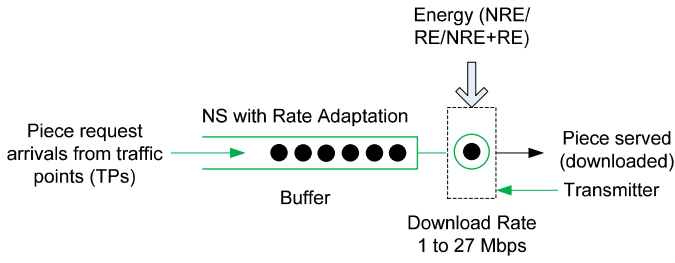 Energy (NRE/
RE/NRE+RE)
NS with Rate Adaptation
Piece request
arrivals from traffic
points (TPs)
Piece served
(downloaded)
Transmitter
Buffer
Download Rate
1 to 27 Mbps